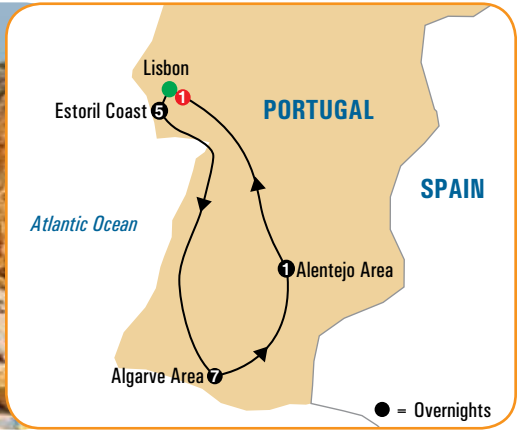 Lisbon
1
Estoril Coast 5
PORTUGAL
SPAIN
Atlantic Ocean
1 Alentejo Area
Algarve Area 7
= Overnights